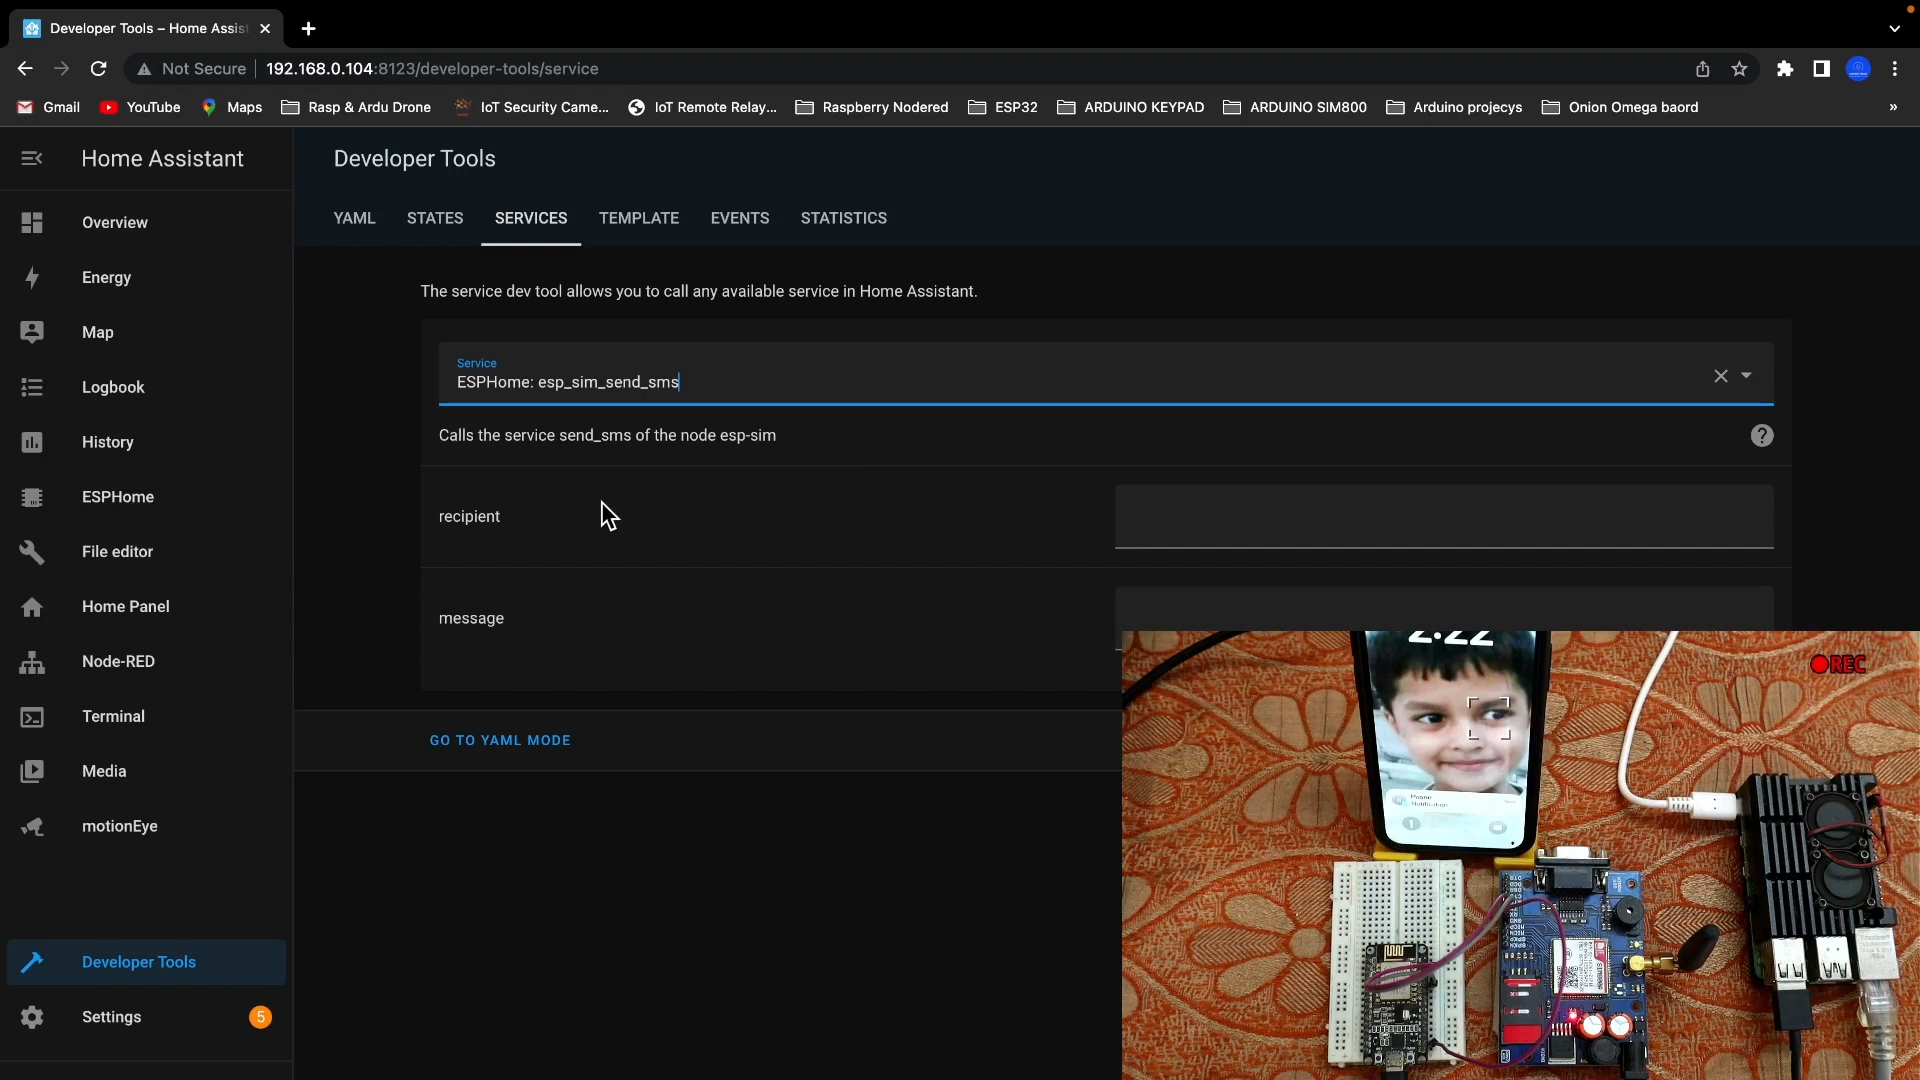 Developer Tools – Home Assis
Not Secure
192.168.0.104:8123/developer-tools/service
Gmail
YouTube
Maps
Rasp & Ardu Drone
IoT Security Came...
IoT Remote Relay...
Raspberry Nodered
ESP32
ARDUINO KEYPAD
ARDUINO SIM800
Arduino projecys
Onion Omega baord
»
Home Assistant
Overview
Energy
Map
Logbook
History
ESPHome
File editor
Home Panel
Node-RED
Terminal
Media
motionEye
Developer Tools
Settings
5
Developer Tools
YAML
STATES
SERVICES
TEMPLATE
EVENTS
STATISTICS
The service dev tool allows you to call any available service in Home Assistant.
Service
ESPHome: esp_sim_send_sms
Calls the service send_sms of the node esp-sim
recipient
message
GO TO YAML MODE
2:22
REC
Phone
Notification